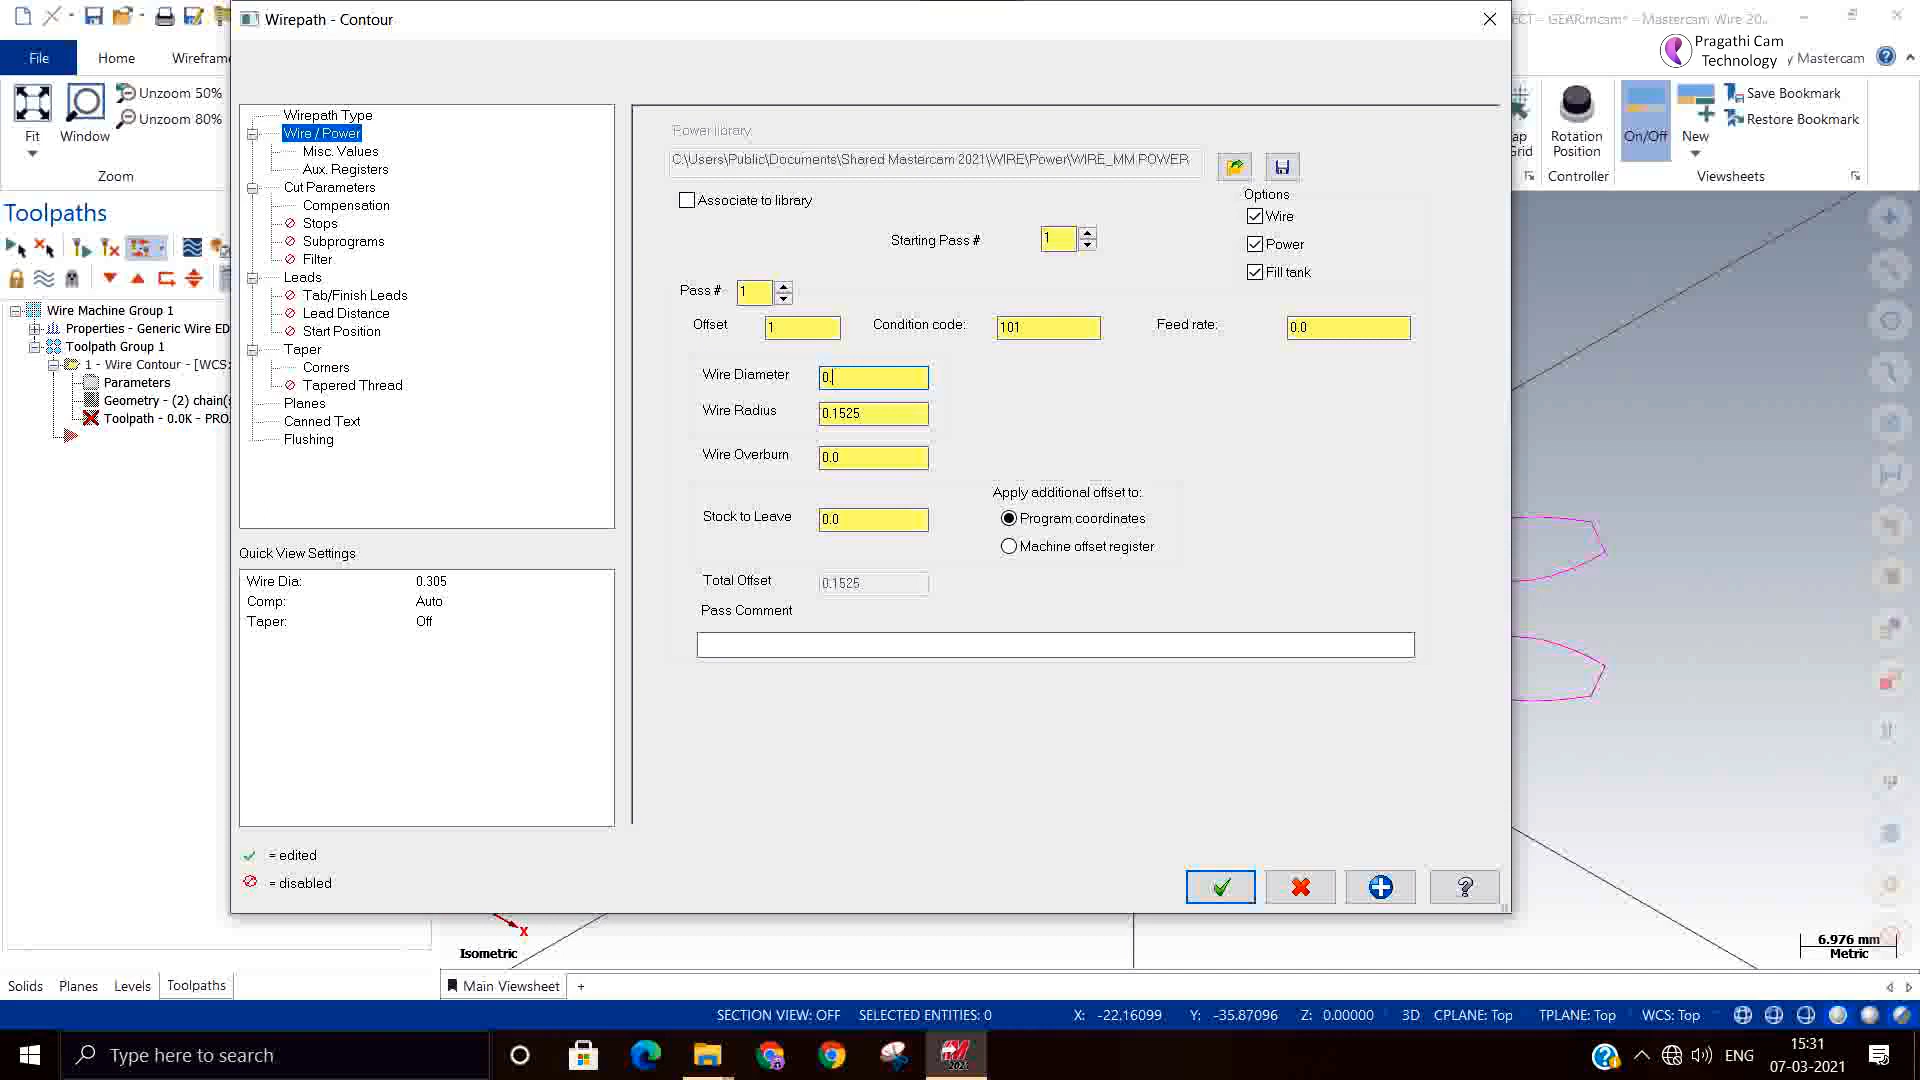 Wirepath - Contour
ECT - GEAR.mcam* - Mastercam Wire 20...
Pragathi Cam
Technology
File
Home
Wireframe
Mastercam
Fit
Window
Unzoom 50%
Unzoom 80%
Zoom
Rotation
Position
Controller
On/Off
New
Save Bookmark
Restore Bookmark
Viewsheets
Toolpaths
Wire Machine Group 1
Properties - Generic Wire ED
Toolpath Group 1
1 - Wire Contour - [WCS:
Parameters
Geometry - (2) chain(s
Toolpath - 0.0K - PRO.
Wirepath Type
Wire / Power
Misc. Values
Aux. Registers
Cut Parameters
Compensation
Stops
Subprograms
Filter
Leads
Tab/Finish Leads
Lead Distance
Start Position
Taper
Corners
Tapered Thread
Planes
Canned Text
Flushing
Quick View Settings
Wire Dia: 0.305
Comp: Auto
Taper: Off
= edited
= disabled
Power library:
C:\Users\Public\Documents\Shared Mastercam 2021\WIRE\Power\WIRE_MM.POWER
Associate to library
Options
Wire
Power
Fill tank
Starting Pass # 1
Pass # 1
Offset 1 Condition code: 101 Feed rate: 0.0
Wire Diameter 0.
Wire Radius 0.1525
Wire Overburn 0.0
Stock to Leave 0.0
Apply additional offset to:
Program coordinates
Machine offset register
Total Offset 0.1525
Pass Comment
X
Isometric
6.976 mm
Metric
Solids Planes Levels Toolpaths
Main Viewsheet +
SECTION VIEW: OFF SELECTED ENTITIES: 0 X: -22.16099 Y: -35.87096 Z: 0.00000 3D CPLANE: Top TPLANE: Top WCS: Top
Type here to search
2021
ENG
15:31
07-03-2021